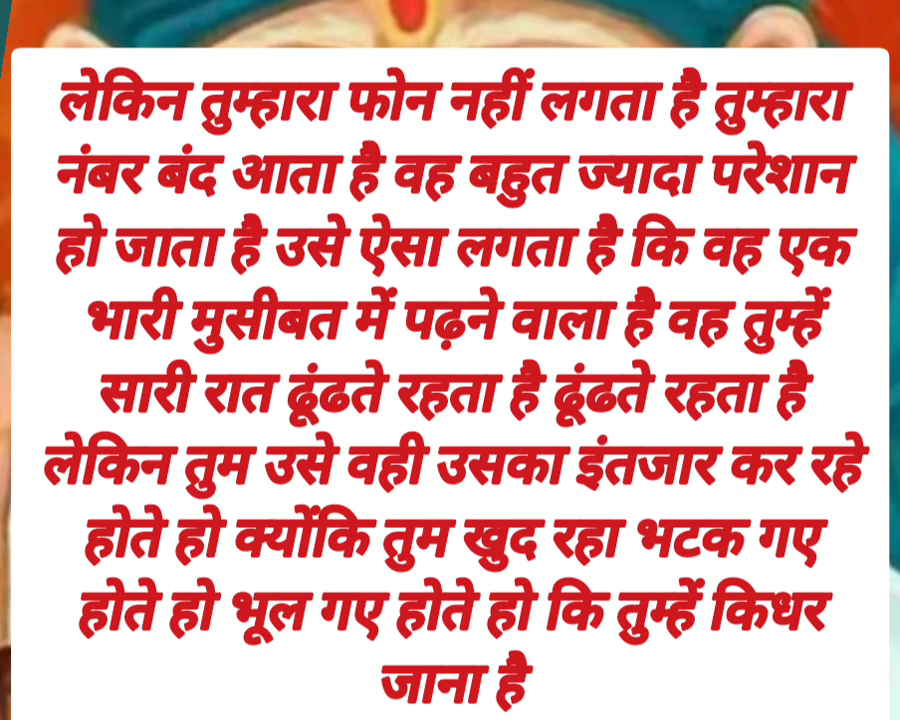 लेकिन तुम्हारा फोन नहीं लगता है तुम्हारा
नंबर बंद आता है वह बहुत ज्यादा परेशान
हो जाता है उसे ऐसा लगता है कि वह एक
भारी मुसीबत में पढ़ने वाला है वह तुम्हें
सारी रात ढूंढते रहता है ढूंढते रहता है
लेकिन तुम उसे वही उसका इंतजार कर रहे
होते हो क्योंकि तुम खुद रहा भटक गए
होते हो भूल गए होते हो कि तुम्हें किधर
जाना है